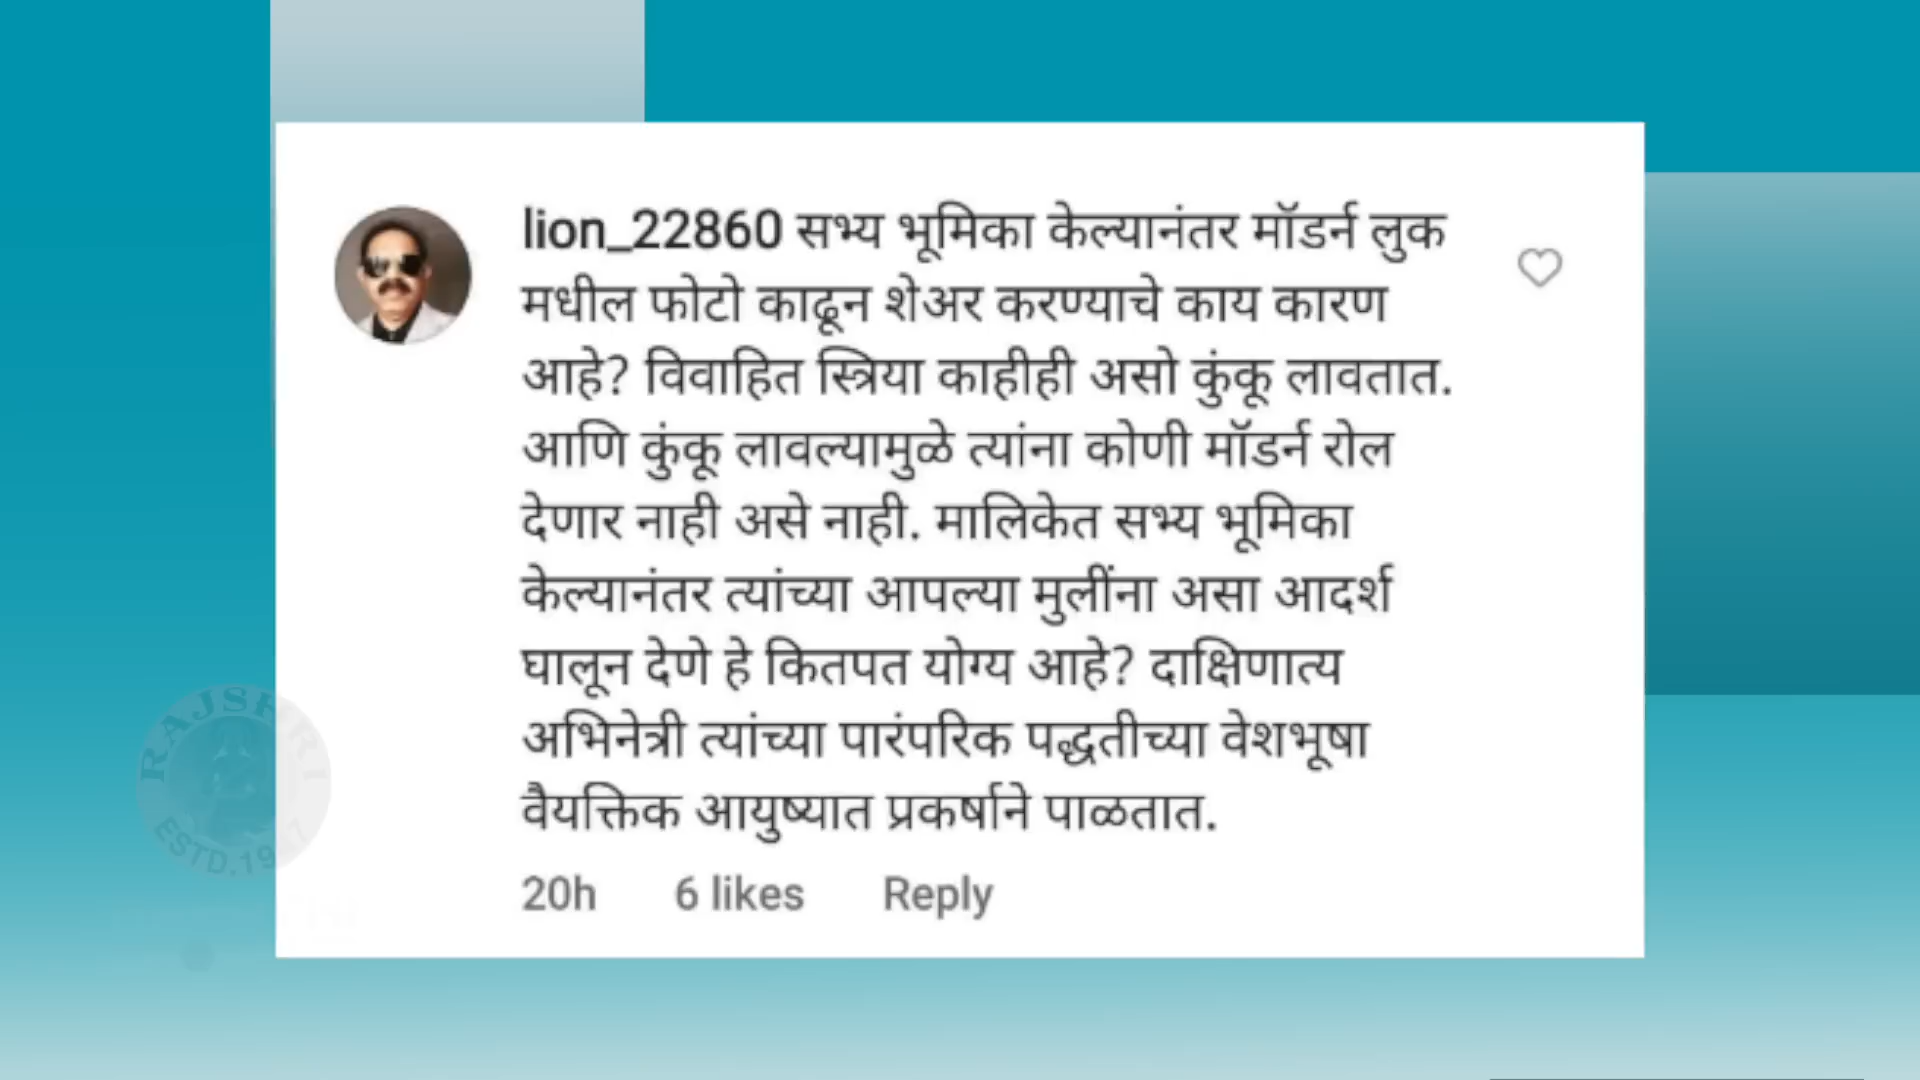 lion_22860 सभ्य भूमिका केल्यानंतर मॉडर्न लुक
मधील फोटो काढून शेअर करण्याचे काय कारण
आहे? विवाहित स्त्रिया काहीही असो कुंकू लावतात.
आणि कुंकू लावल्यामुळे त्यांना कोणी मॉडर्न रोल
देणार नाही असे नाही. मालिकेत सभ्य भूमिका
केल्यानंतर त्यांच्या आपल्या मुलींना असा आदर्श
घालून देणे हे कितपत योग्य आहे? दाक्षिणात्य
अभिनेत्री त्यांच्या पारंपरिक पद्धतीच्या वेशभूषा
वैयक्तिक आयुष्यात प्रकर्षाने पाळतात.
20h 6 likes Reply
RAJSHRI